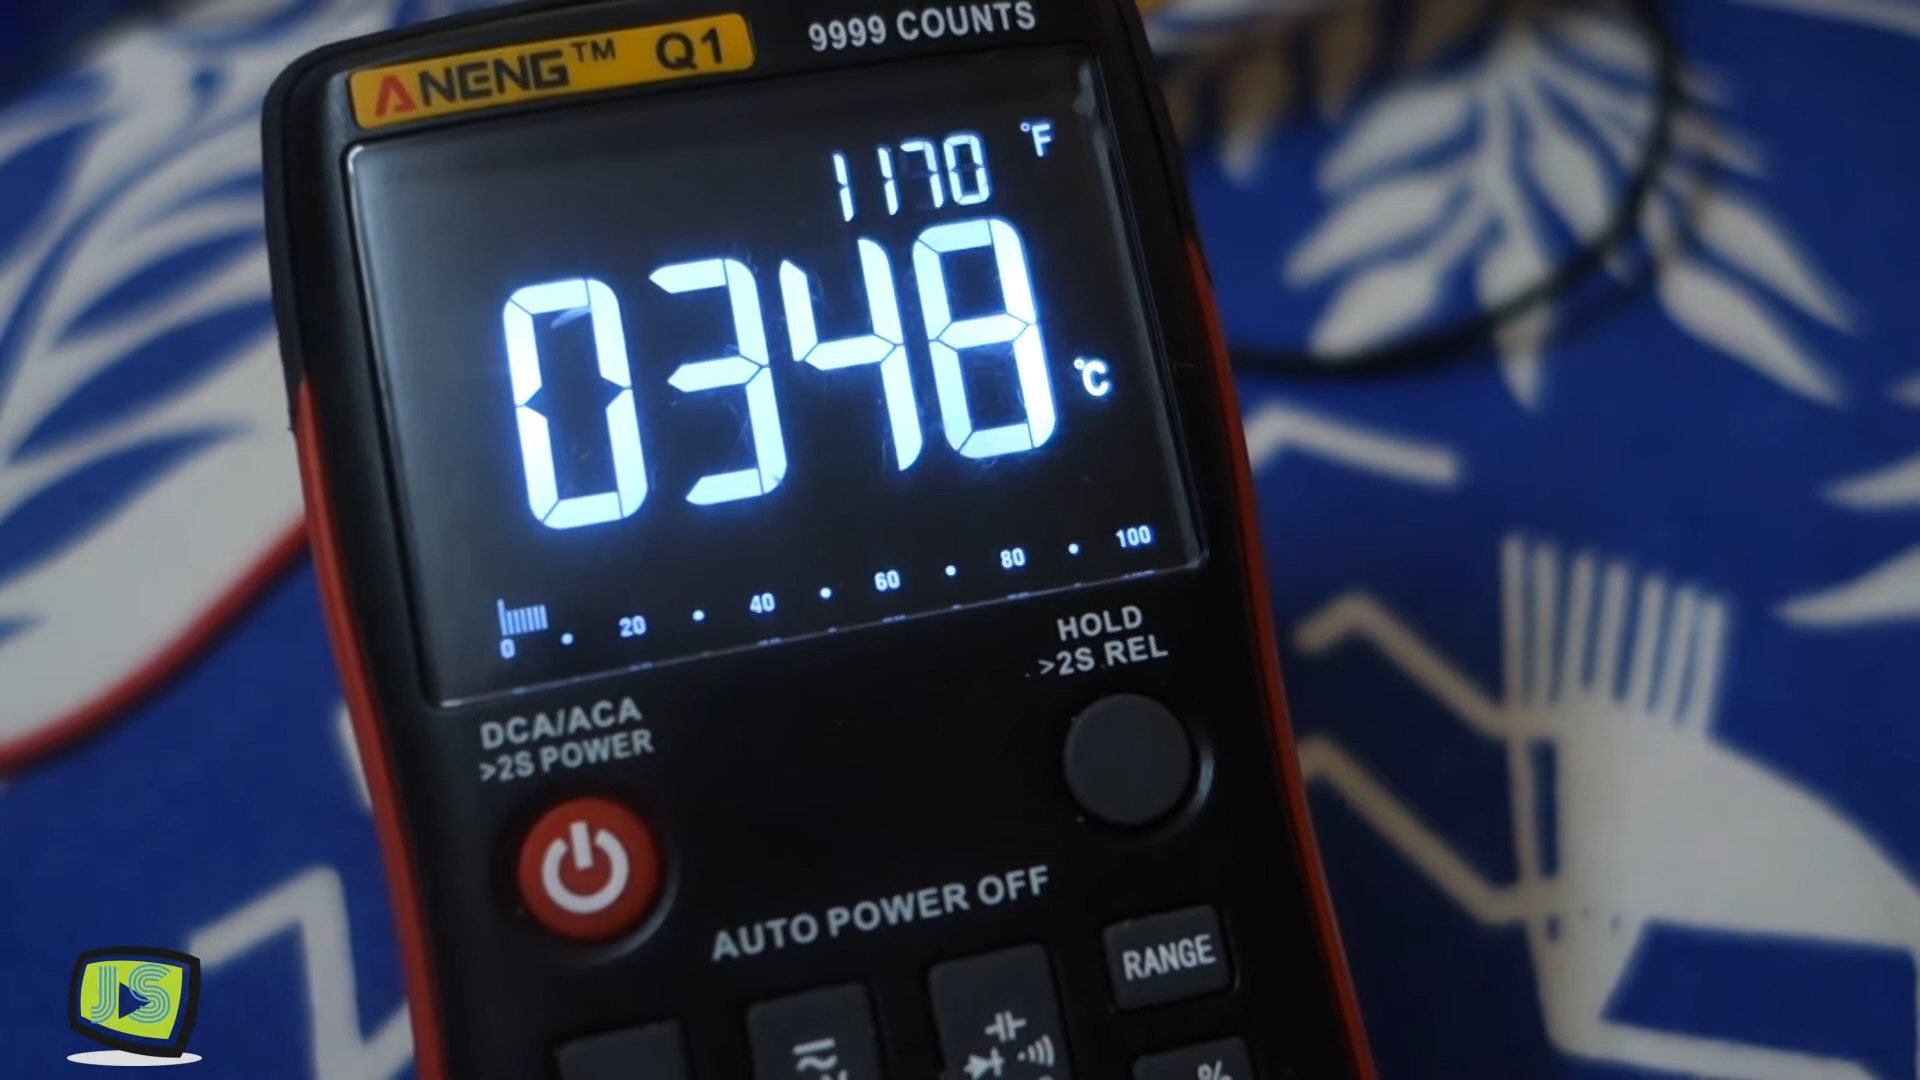 ANENG™ Q1
9999 COUNTS
1170 °F
0348 °C
0 20 40 60 80 100
HOLD
>2S REL
DCA/ACA
>2S POWER
AUTO POWER OFF
RANGE
%
JS